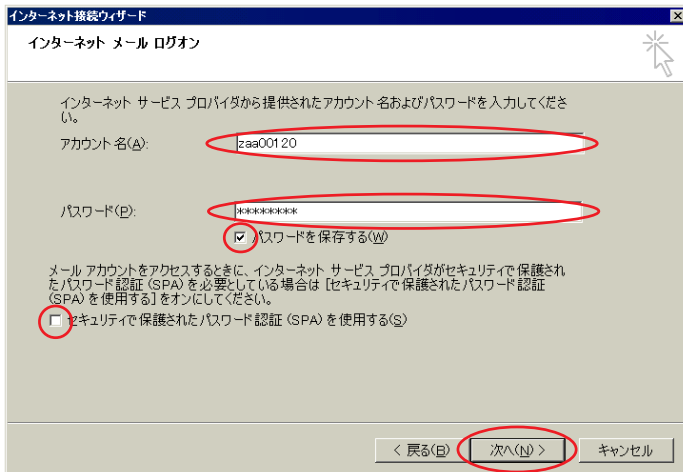 インターネット接続ウィザード
インターネット メール ログオン
インターネット サービス プロバイダから提供されたアカウント名およびパスワードを入力してくださ
い。
アカウント名(A):
zaa00120
パスワード(P):
*********
パスワードを保存する(W)
メール アカウントをアクセスするときに、インターネット サービス プロバイダがセキュリティで保護され
たパスワード認証 (SPA) を必要としている場合は [セキュリティで保護されたパスワード認証
(SPA) を使用する] をオンにしてください。
セキュリティで保護されたパスワード認証 (SPA) を使用する(S)
< 戻る(B) 次へ(N) > キャンセル